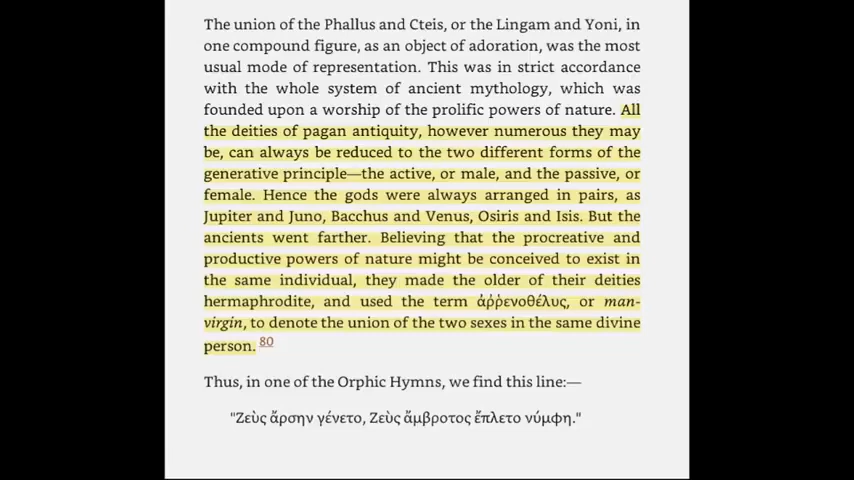 The union of the Phallus and Cteis, or the Lingam and Yoni, in
one compound figure, as an object of adoration, was the most
usual mode of representation. This was in strict accordance
with the whole system of ancient mythology, which was
founded upon a worship of the prolific powers of nature. All
the deities of pagan antiquity, however numerous they may
be, can always be reduced to the two different forms of the
generative principle—the active, or male, and the passive, or
female. Hence the gods were always arranged in pairs, as
Jupiter and Juno, Bacchus and Venus, Osiris and Isis. But the
ancients went farther. Believing that the procreative and
productive powers of nature might be conceived to exist in
the same individual, they made the older of their deities
hermaphrodite, and used the term ἀῤῥενοθέλυς, or man-
virgin, to denote the union of the two sexes in the same divine
person. 80
Thus, in one of the Orphic Hymns, we find this line:—
"Ζεὺς ἄρσην γένετο, Ζεὺς ἄμβροτος ἔπλετο νύμφη."